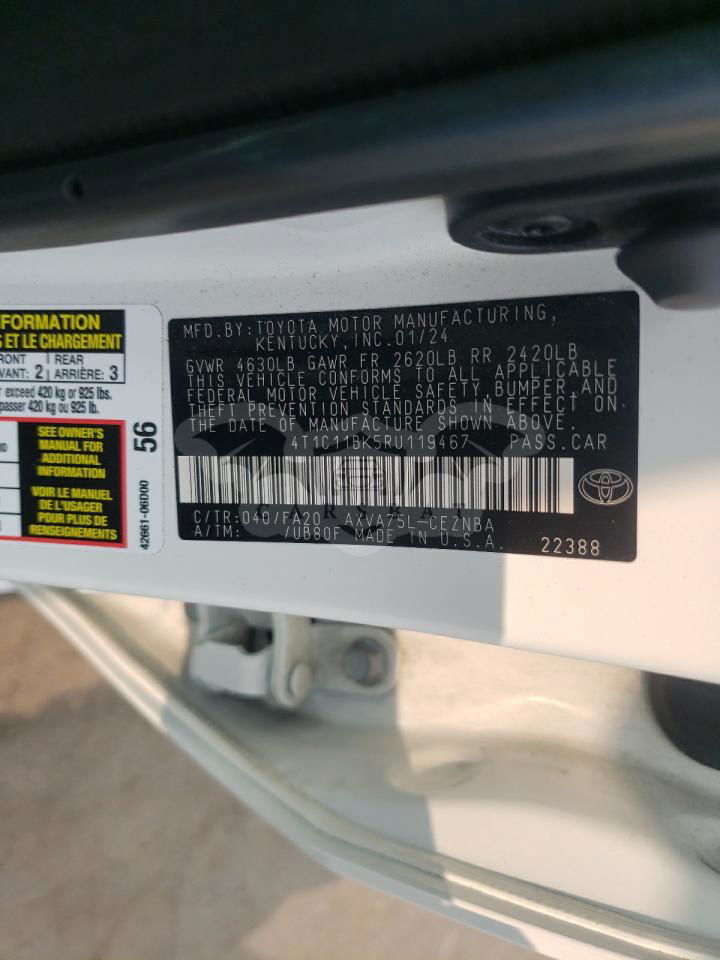 NFORMATION
S ET LE CHARGEMENT
FRONT 2 REAR 3
VANT: ARRIÈRE:
exceed 420 kg or 925 lbs.
passer 420 kg ou 925 lb.
SEE OWNER'S
MANUAL FOR
ADDITIONAL
INFORMATION
VOIR LE MANUEL
DE L'USAGER
POUR PLUS DE
RENSEIGNEMENTS
56
42661-06D00
MFD.BY:TOYOTA MOTOR MANUFACTURING,
KENTUCKY,INC.01/24
GVWR 4630LB GAWR FR 2620LB RR 2420LB
THIS VEHICLE CONFORMS TO ALL APPLICABLE
FEDERAL MOTOR VEHICLE SAFETY, BUMPER, AND
THEFT PREVENTION STANDARDS IN EFFECT ON
THE DATE OF MANUFACTURE SHOWN ABOVE.
4T1C11BK5RU119467 PASS.CAR
C/TR:040/FA20 AXVA75L-CEZNBA
A/TM: /UB80F MADE IN U.S.A.
22388